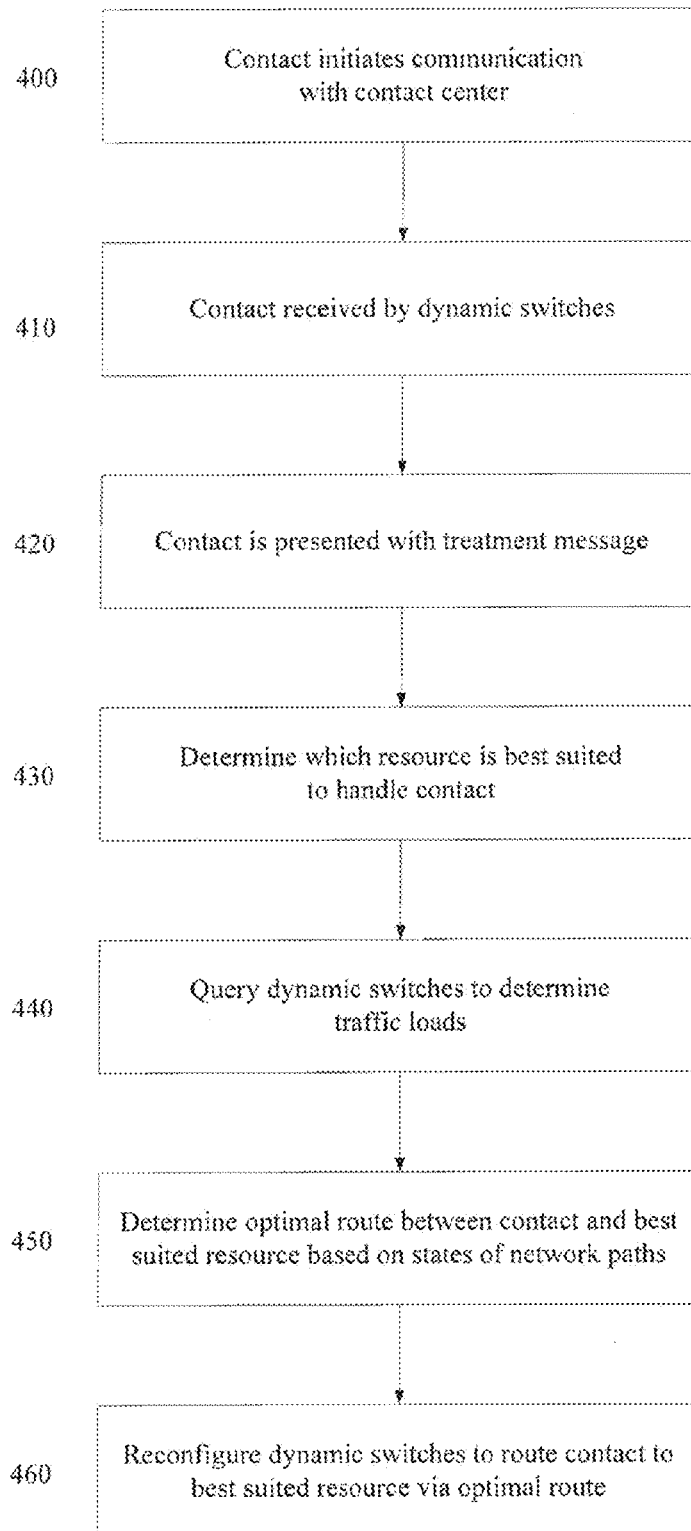 400
Contact initiates communication
with contact center
410
Contact received by dynamic switches
420
Contact is presented with treatment message
430
Determine which resource is best suited
to handle contact
440
Query dynamic switches to determine
traffic loads
450
Determine optimal route between contact and best
suited resource based on states of network paths
460
Reconfigure dynamic switches to route contact to
best suited resource via optimal route